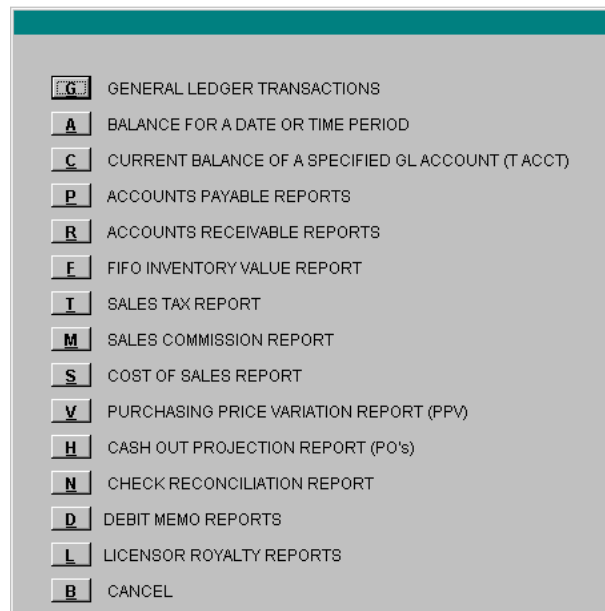 G GENERAL LEDGER TRANSACTIONS
A BALANCE FOR A DATE OR TIME PERIOD
C CURRENT BALANCE OF A SPECIFIED GL ACCOUNT (T ACCT)
P ACCOUNTS PAYABLE REPORTS
R ACCOUNTS RECEIVABLE REPORTS
F FIFO INVENTORY VALUE REPORT
T SALES TAX REPORT
M SALES COMMISSION REPORT
S COST OF SALES REPORT
V PURCHASING PRICE VARIATION REPORT (PPV)
H CASH OUT PROJECTION REPORT (PO's)
N CHECK RECONCILIATION REPORT
D DEBIT MEMO REPORTS
L LICENSOR ROYALTY REPORTS
B CANCEL